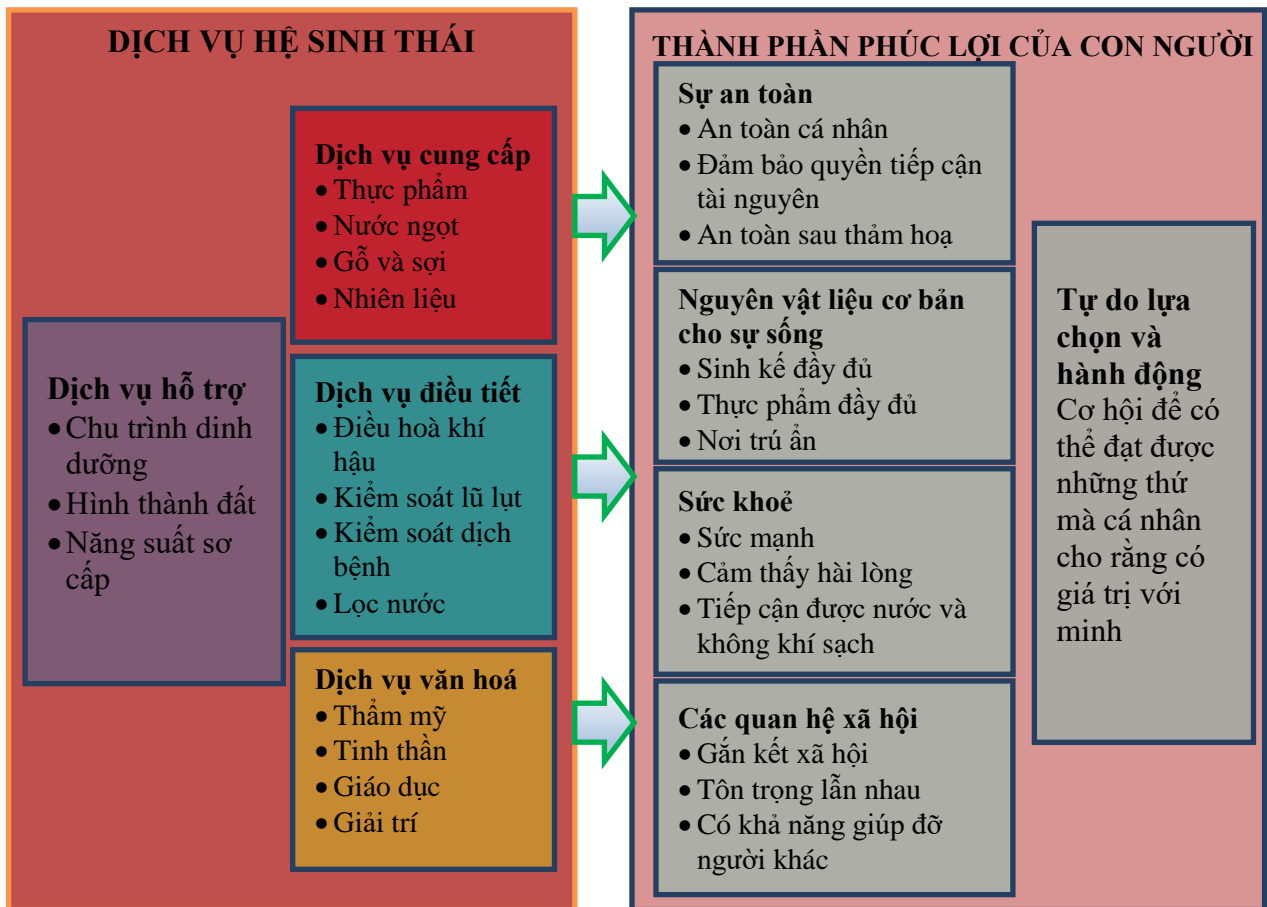 DỊCH VỤ HỆ SINH THÁI
Dịch vụ hỗ trợ
• Chu trình dinh
dưỡng
• Hình thành đất
• Năng suất sơ
cấp
Dịch vụ cung cấp
• Thực phẩm
• Nước ngọt
• Gỗ và sợi
• Nhiên liệu
Dịch vụ điều tiết
• Điều hoà khí
hậu
• Kiểm soát lũ lụt
• Kiểm soát dịch
bệnh
• Lọc nước
Dịch vụ văn hoá
• Thẩm mỹ
• Tinh thần
• Giáo dục
• Giải trí
THÀNH PHẦN PHÚC LỢI CỦA CON NGƯỜI
Sự an toàn
• An toàn cá nhân
• Đảm bảo quyền tiếp cận
tài nguyên
• An toàn sau thảm hoạ
Nguyên vật liệu cơ bản
cho sự sống
• Sinh kế đầy đủ
• Thực phẩm đầy đủ
• Nơi trú ẩn
Sức khoẻ
• Sức mạnh
• Cảm thấy hài lòng
• Tiếp cận được nước và
không khí sạch
Các quan hệ xã hội
• Gắn kết xã hội
• Tôn trọng lẫn nhau
• Có khả năng giúp đỡ
người khác
Tự do lựa
chọn và
hành động
Cơ hội để có
thể đạt được
những thứ
mà cá nhân
cho rằng có
giá trị với
minh